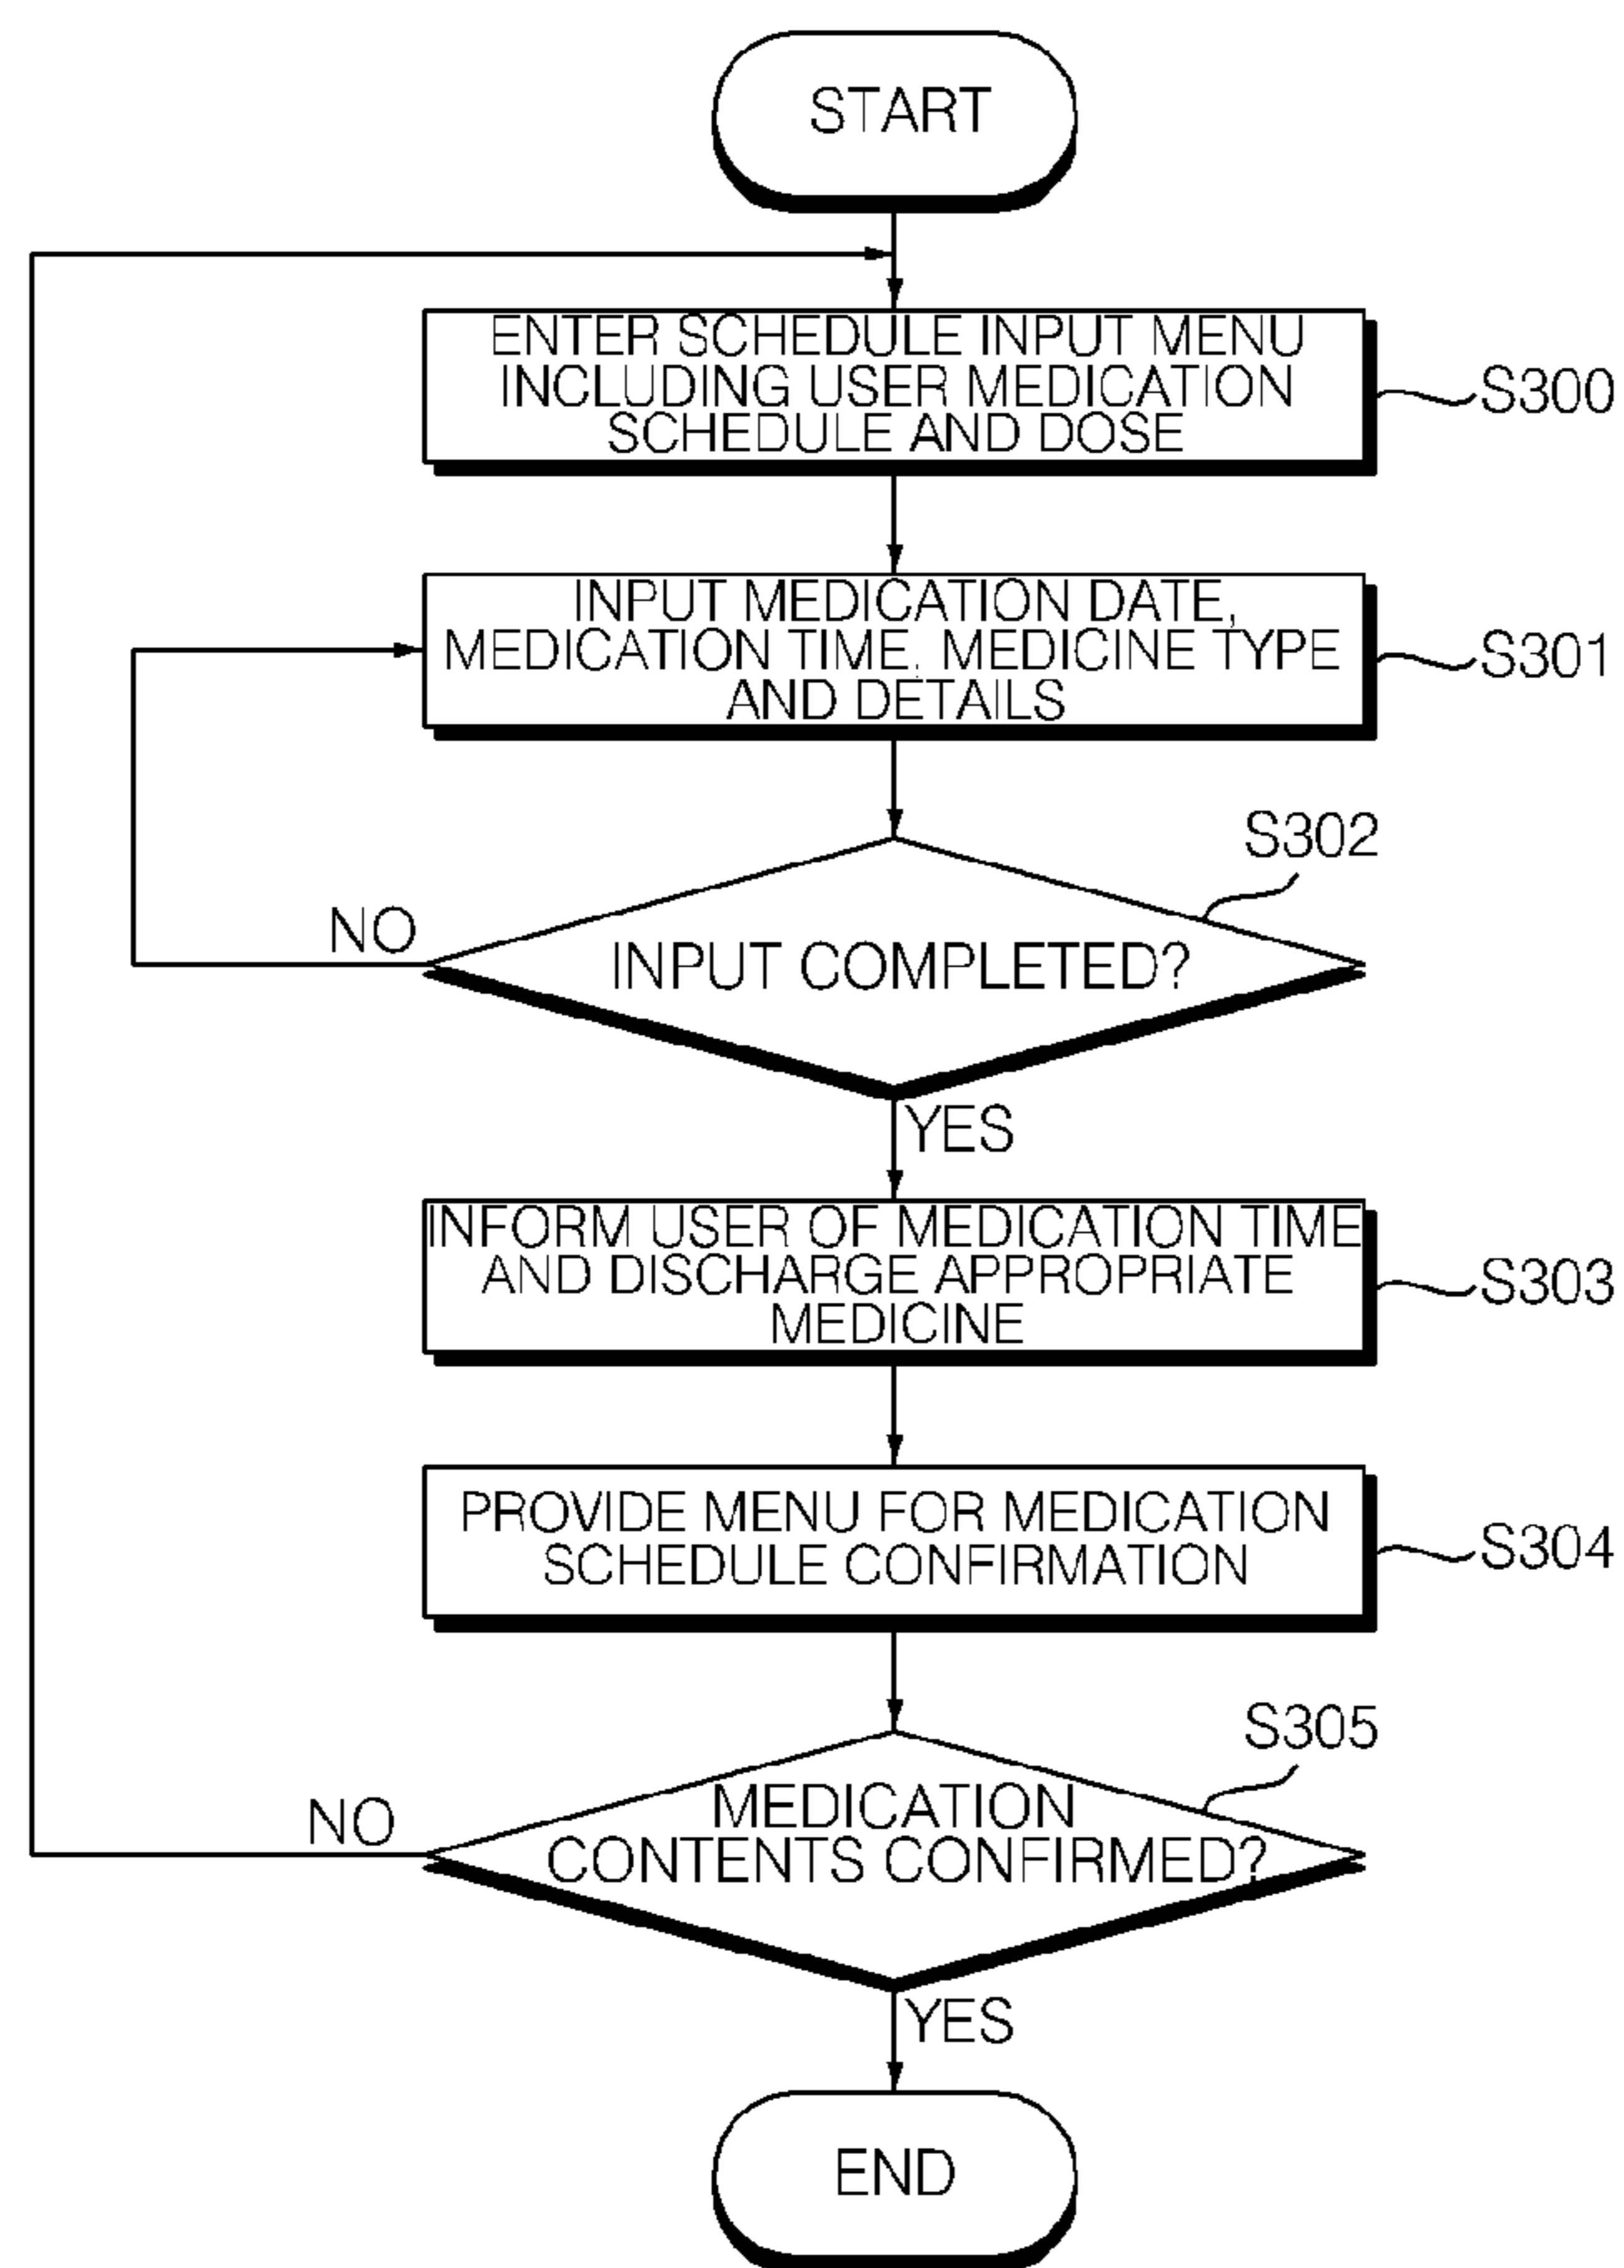 START
ENTER SCHEDULE INPUT MENU
INCLUDING USER MEDICATION
SCHEDULE AND DOSE
S300
INPUT MEDICATION DATE,
MEDICATION TIME, MEDICINE TYPE
AND DETAILS
S301
S302
NO
INPUT COMPLETED?
YES
INFORM USER OF MEDICATION TIME
AND DISCHARGE APPROPRIATE
MEDICINE
S303
PROVIDE MENU FOR MEDICATION
SCHEDULE CONFIRMATION
S304
S305
NO
MEDICATION
CONTENTS CONFIRMED?
YES
END